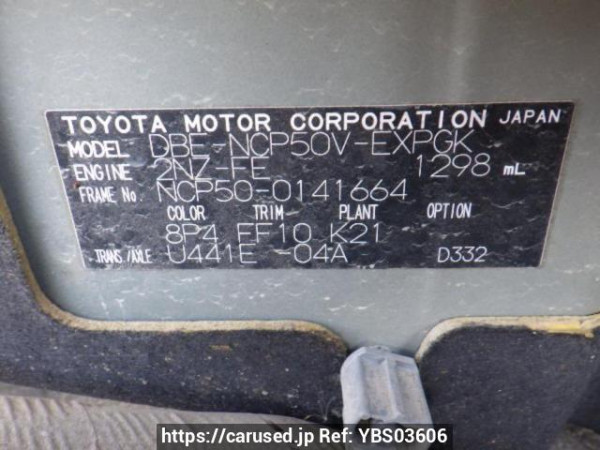 TOYOTA MOTOR CORPORATION JAPAN
MODEL DBE-NCP50V-EXPGK
ENGINE 2NZ-FE 1298 mL
FRAME No. NCP50-0141664
COLOR TRIM PLANT OPTION
8P4 FF10 K21
TRANS./AXLE U441E -04A D332
https://carused.jp Ref: YBS03606